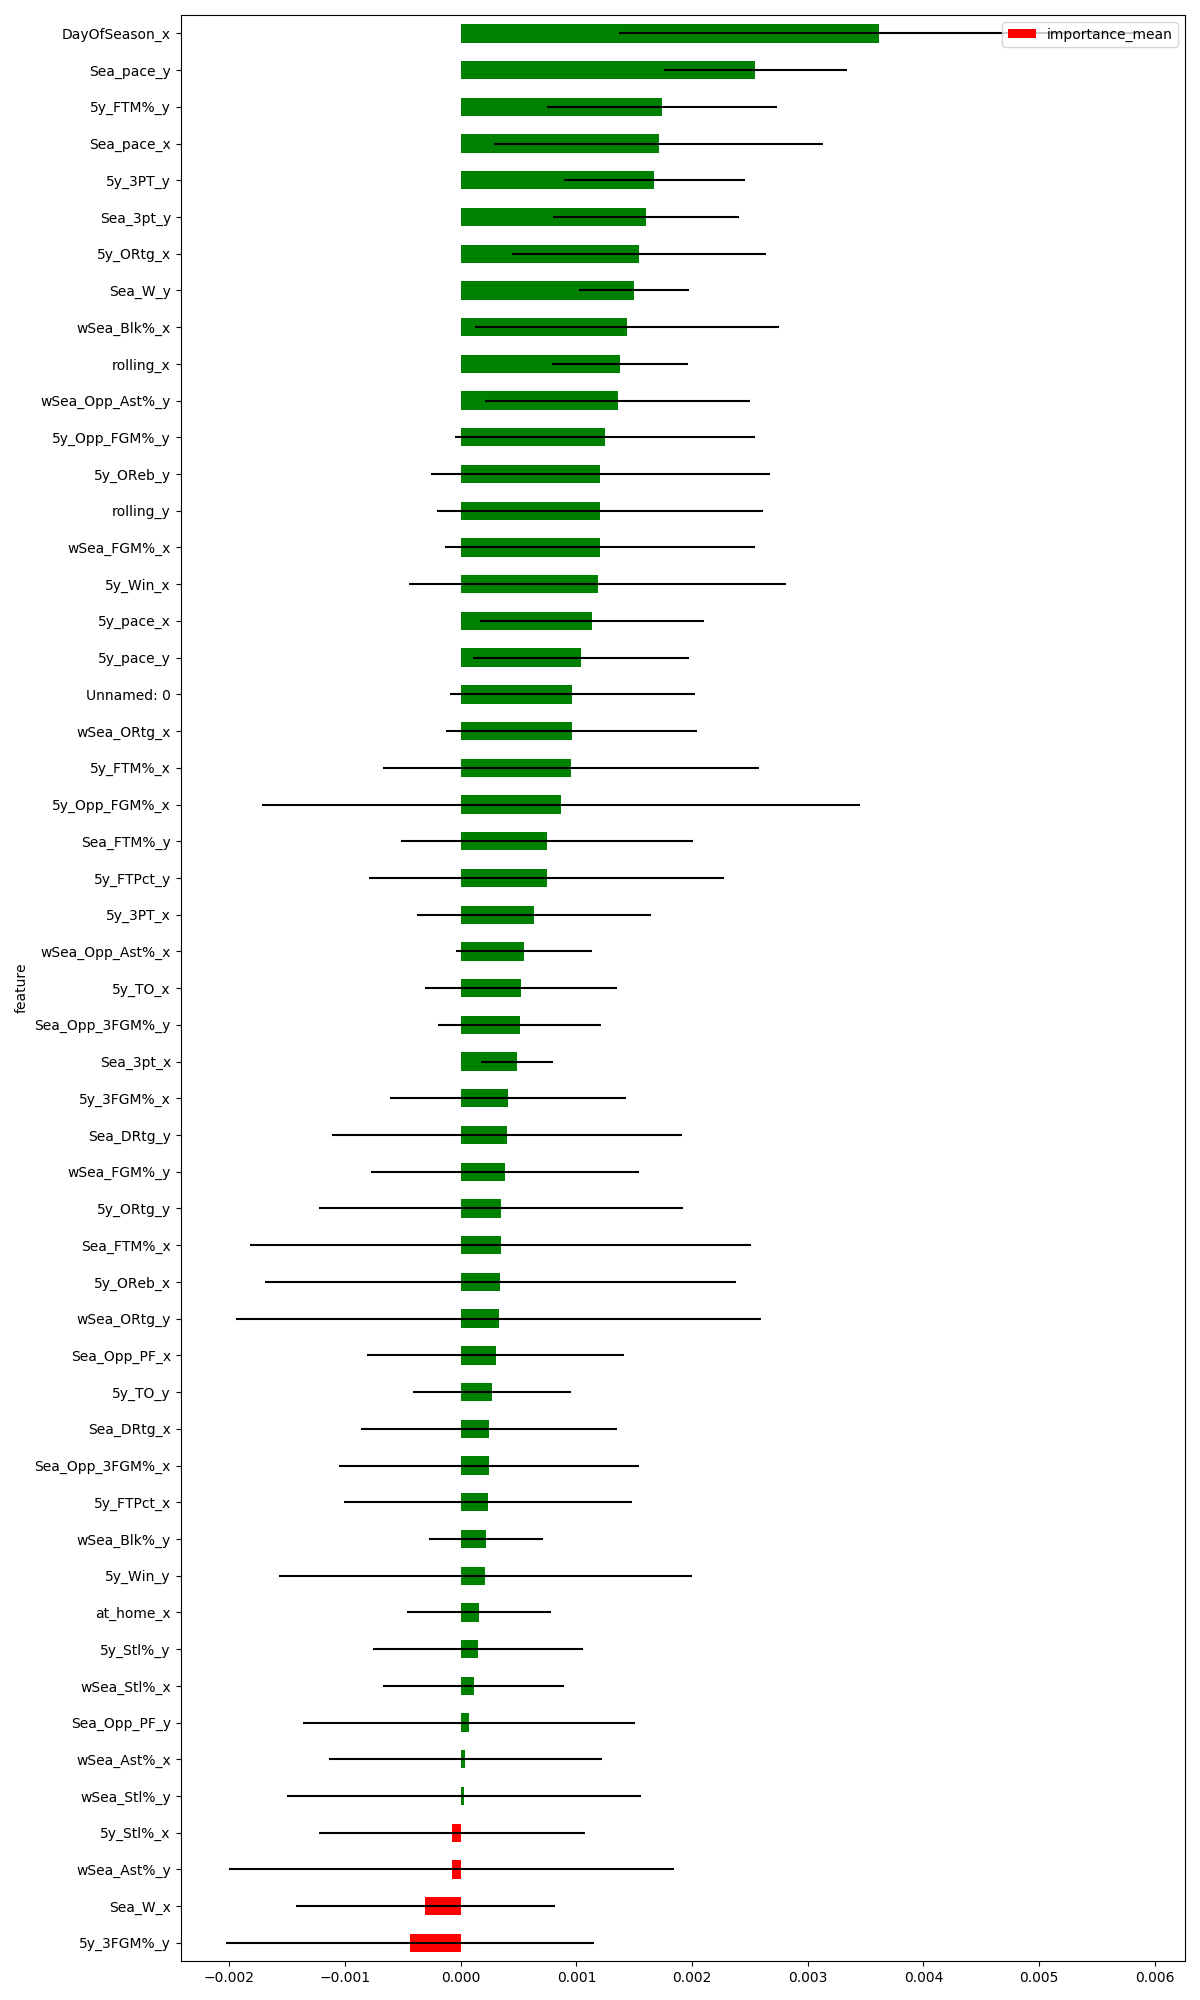 DayOfSeason_x
importance_mean
Sea_pace_y
5y_FTM%_y
Sea_pace_x
5y_3PT_y
Sea_3pt_y
5y_ORtg_x
Sea_W_y
wSea_Blk%_x
rolling_x
wSea_Opp_Ast%_y
5y_Opp_FGM%_y
5y_OReb_y
rolling_y
wSea_FGM%_x
5y_Win_x
5y_pace_x
5y_pace_y
Unnamed: 0
wSea_ORtg_x
5y_FTM%_x
5y_Opp_FGM%_x
Sea_FTM%_y
5y_FTPct_y
5y_3PT_x
wSea_Opp_Ast%_x
5y_TO_x
feature
Sea_Opp_3FGM%_y
Sea_3pt_x
5y_3FGM%_x
Sea_DRtg_y
wSea_FGM%_y
5y_ORtg_y
Sea_FTM%_x
5y_OReb_x
wSea_ORtg_y
Sea_Opp_PF_x
5y_TO_y
Sea_DRtg_x
Sea_Opp_3FGM%_x
5y_FTPct_x
wSea_Blk%_y
5y_Win_y
at_home_x
5y_Stl%_y
wSea_Stl%_x
Sea_Opp_PF_y
wSea_Ast%_x
wSea_Stl%_y
5y_Stl%_x
wSea_Ast%_y
Sea_W_x
5y_3FGM%_y
−0.002 −0.001 0.000 0.001 0.002 0.003 0.004 0.005 0.006